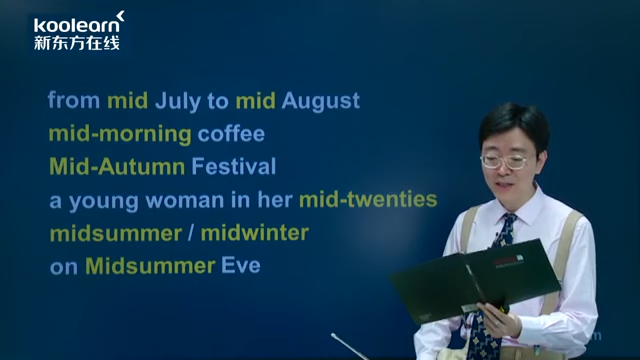 koolearn
新东方在线
from mid July to mid August
mid-morning coffee
Mid-Autumn Festival
a young woman in her mid-twenties
midsummer / midwinter
on Midsummer Eve